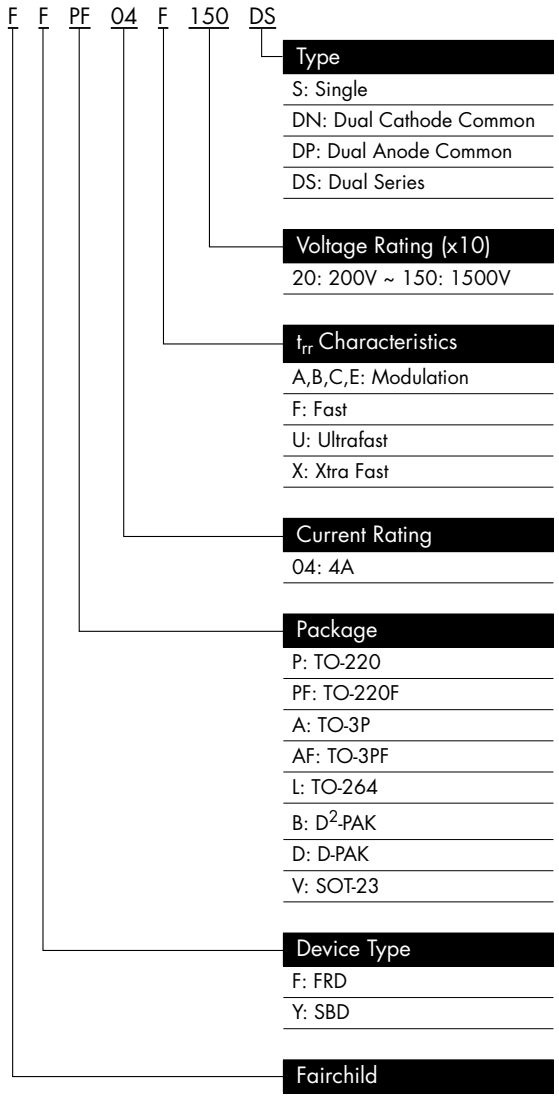 F F PF 04 F 150 DS
Type
S: Single
DN: Dual Cathode Common
DP: Dual Anode Common
DS: Dual Series
Voltage Rating (x10)
20: 200V ~ 150: 1500V
trr Characteristics
A,B,C,E: Modulation
F: Fast
U: Ultrafast
X: Xtra Fast
Current Rating
04: 4A
Package
P: TO-220
PF: TO-220F
A: TO-3P
AF: TO-3PF
L: TO-264
B: D2-PAK
D: D-PAK
V: SOT-23
Device Type
F: FRD
Y: SBD
Fairchild